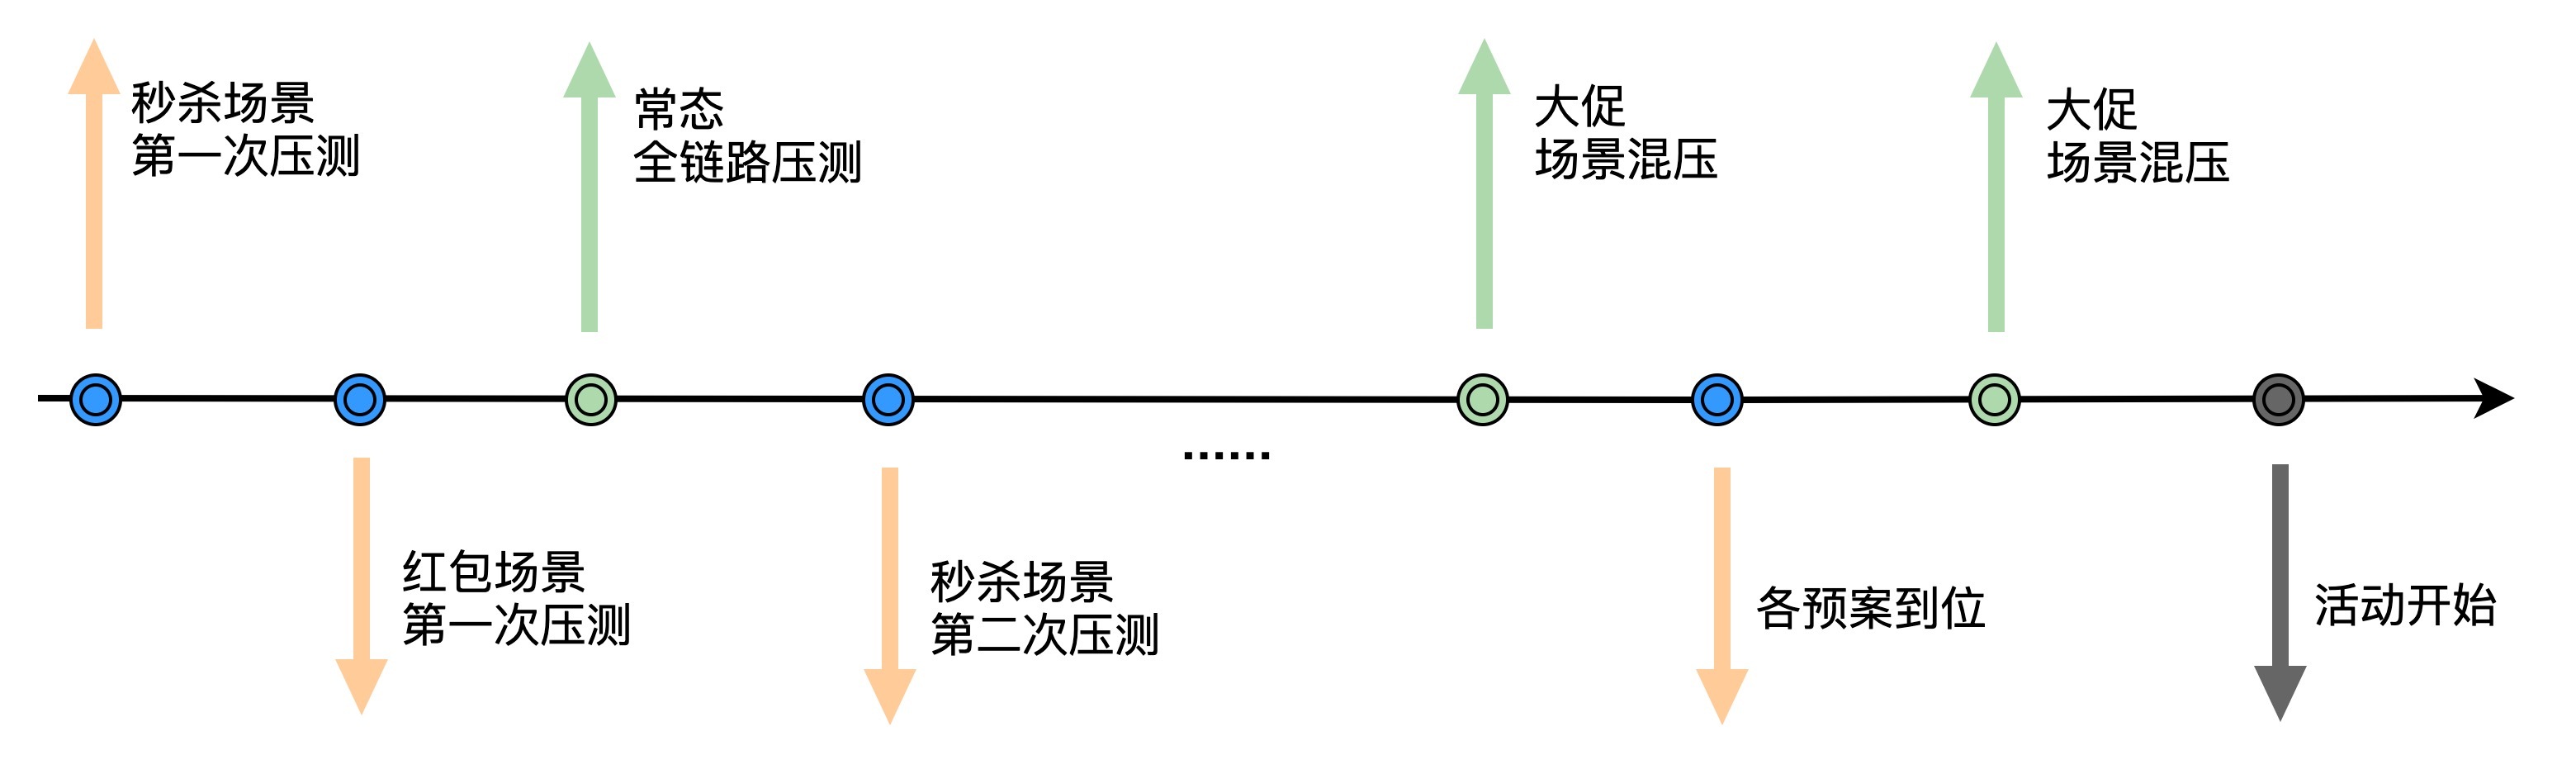 秒杀场景
第一次压测
常态
全链路压测
大促
场景混压
大促
场景混压
......
红包场景
第一次压测
秒杀场景
第二次压测
各预案到位
活动开始